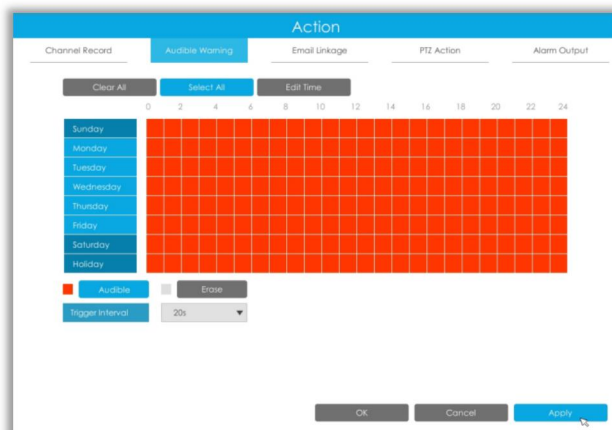 Action
Channel Record Audible Warning Email Linkage PTZ Action Alarm Output
Clear All Select All Edit Time
0 2 4 6 8 10 12 14 16 18 20 22 24
Sunday
Monday
Tuesday
Wednesday
Thursday
Friday
Saturday
Holiday
Audible Erase
Trigger Interval 20s
OK Cancel Apply